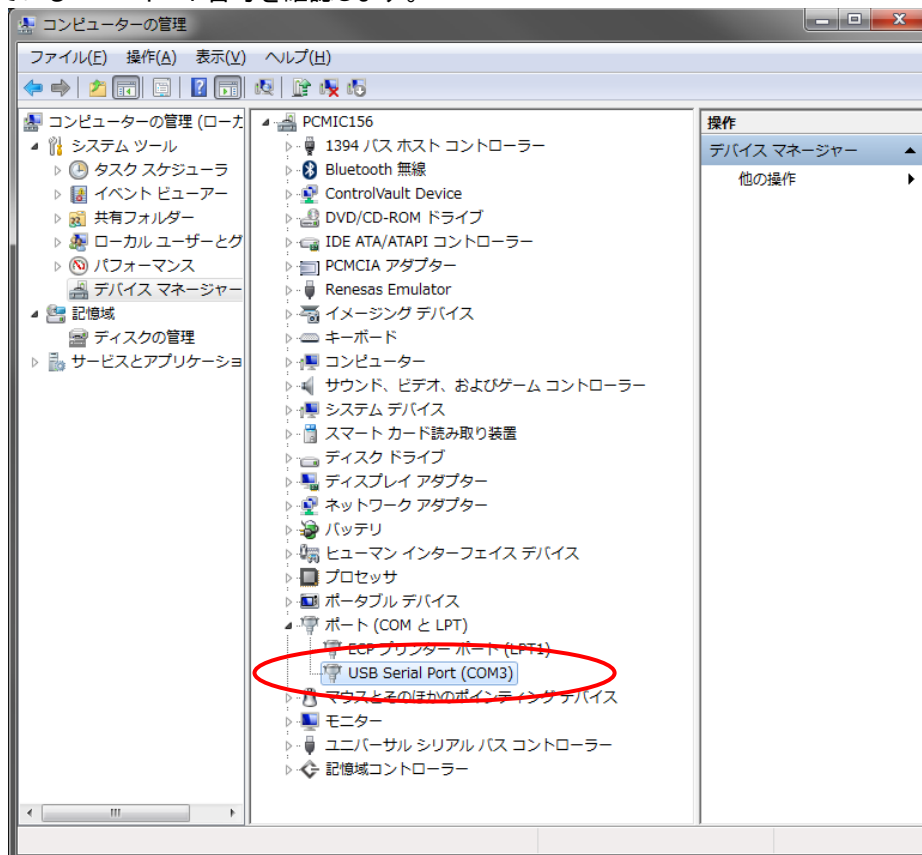 コンピューターの管理
ファイル(F) 操作(A) 表示(V) ヘルプ(H)
コンピューターの管理 (ローカ
システム ツール
タスク スケジューラ
イベント ビューアー
共有フォルダー
ローカル ユーザーとグ
パフォーマンス
デバイス マネージャー
記憶域
ディスクの管理
サービスとアプリケーショ
PCMIC156
1394 バス ホスト コントローラー
Bluetooth 無線
ControlVault Device
DVD/CD-ROM ドライブ
IDE ATA/ATAPI コントローラー
PCMCIA アダプター
Renesas Emulator
イメージング デバイス
キーボード
コンピューター
サウンド、ビデオ、およびゲーム コントローラー
システム デバイス
スマート カード読み取り装置
ディスク ドライブ
ディスプレイ アダプター
ネットワーク アダプター
バッテリ
ヒューマン インターフェイス デバイス
プロセッサ
ポータブル デバイス
ポート (COM と LPT)
ECP プリンター ポート (LPT1)
USB Serial Port (COM3)
マウスとそのほかのポインティング デバイス
モニター
ユニバーサル シリアル バス コントローラー
記憶域コントローラー
操作
デバイス マネージャー
他の操作